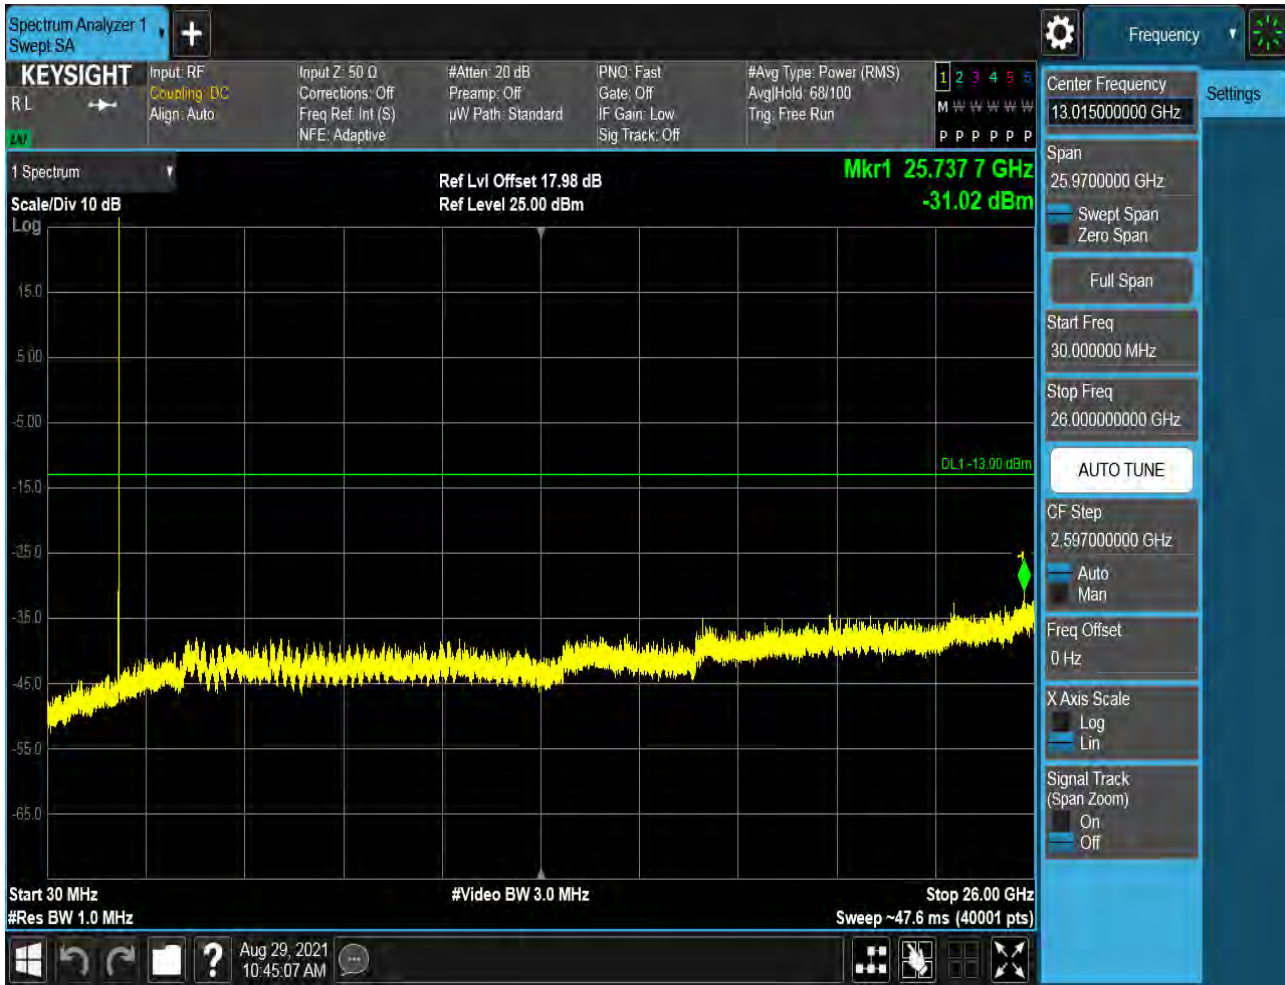 Spectrum Analyzer 1
Swept SA
Frequency
KEYSIGHT
R L
Input: RF
Coupling: DC
Align: Auto
Input Z: 50 Ω
Corrections: Off
Freq Ref: Int (S)
NFE: Adaptive
#Atten: 20 dB
Preamp: Off
µW Path: Standard
PNO: Fast
Gate: Off
IF Gain: Low
Sig Track: Off
#Avg Type: Power (RMS)
Avg|Hold: 68/100
Trig: Free Run
1 2 3 4 5 6
M W W W W W
P P P P P P
1 Spectrum
Scale/Div 10 dB
Log
Ref Lvl Offset 17.98 dB
Ref Level 25.00 dBm
Mkr1 25.737 7 GHz
-31.02 dBm
15.0
5.00
-5.00
-15.0
-25.0
-35.0
-45.0
-55.0
-65.0
DL1 -13.00 dBm
1
Start 30 MHz
#Res BW 1.0 MHz
#Video BW 3.0 MHz
Stop 26.00 GHz
Sweep ~47.6 ms (40001 pts)
Aug 29, 2021
10:45:07 AM
Center Frequency
13.015000000 GHz
Settings
Span
25.9700000 GHz
Swept Span
Zero Span
Full Span
Start Freq
30.000000 MHz
Stop Freq
26.000000000 GHz
AUTO TUNE
CF Step
2.597000000 GHz
Auto
Man
Freq Offset
0 Hz
X Axis Scale
Log
Lin
Signal Track
(Span Zoom)
On
Off